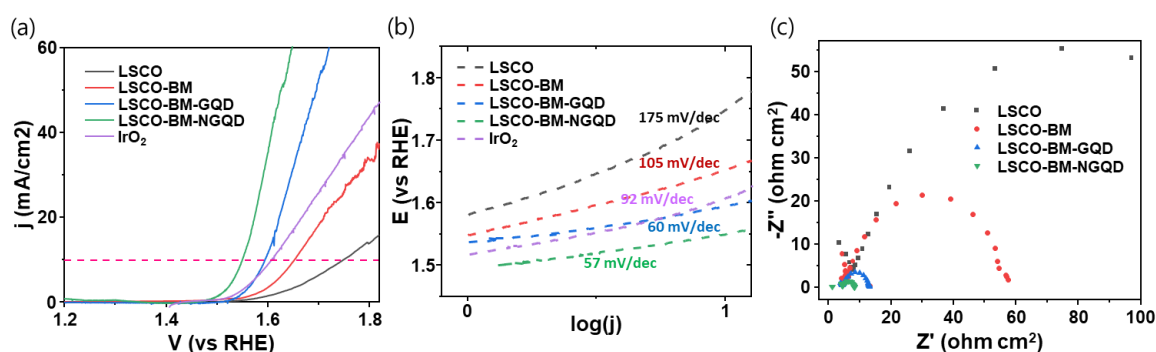 (a)
60
40
20
0
j (mA/cm2)
LSCO
LSCO-BM
LSCO-BM-GQD
LSCO-BM-NGQD
IrO₂
1.2
1.4
1.6
1.8
V (vs RHE)
(b)
1.8
1.7
1.6
1.5
E (vs RHE)
LSCO
LSCO-BM
LSCO-BM-GQD
LSCO-BM-NGQD
IrO₂
175 mV/dec
105 mV/dec
92 mV/dec
60 mV/dec
57 mV/dec
0
1
log(j)
(c)
50
40
30
20
10
0
-Z'' (ohm cm²)
LSCO
LSCO-BM
LSCO-BM-GQD
LSCO-BM-NGQD
0
20
40
60
80
100
Z' (ohm cm²)